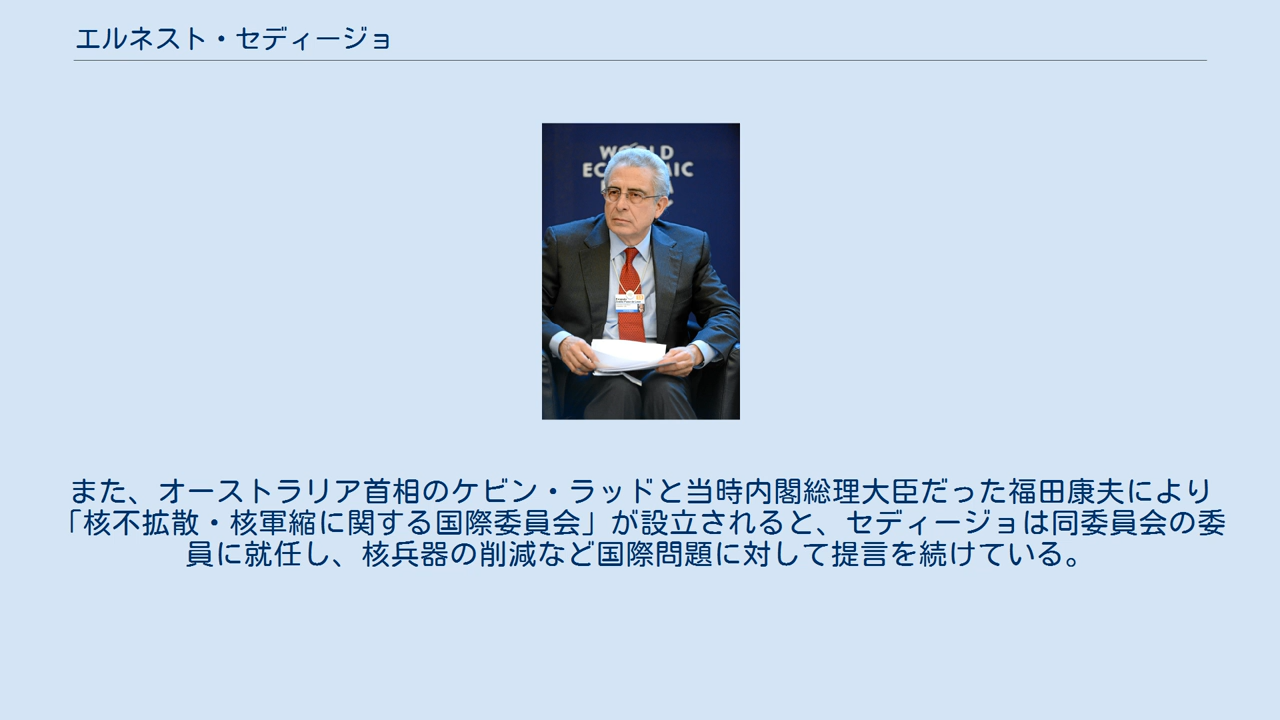 エルネスト・セディージョ
WORLD
ECONOMIC
また、オーストラリア首相のケビン・ラッドと当時内閣総理大臣だった福田康夫により
「核不拡散・核軍縮に関する国際委員会」が設立されると、セディージョは同委員会の委
員に就任し、核兵器の削減など国際問題に対して提言を続けている。